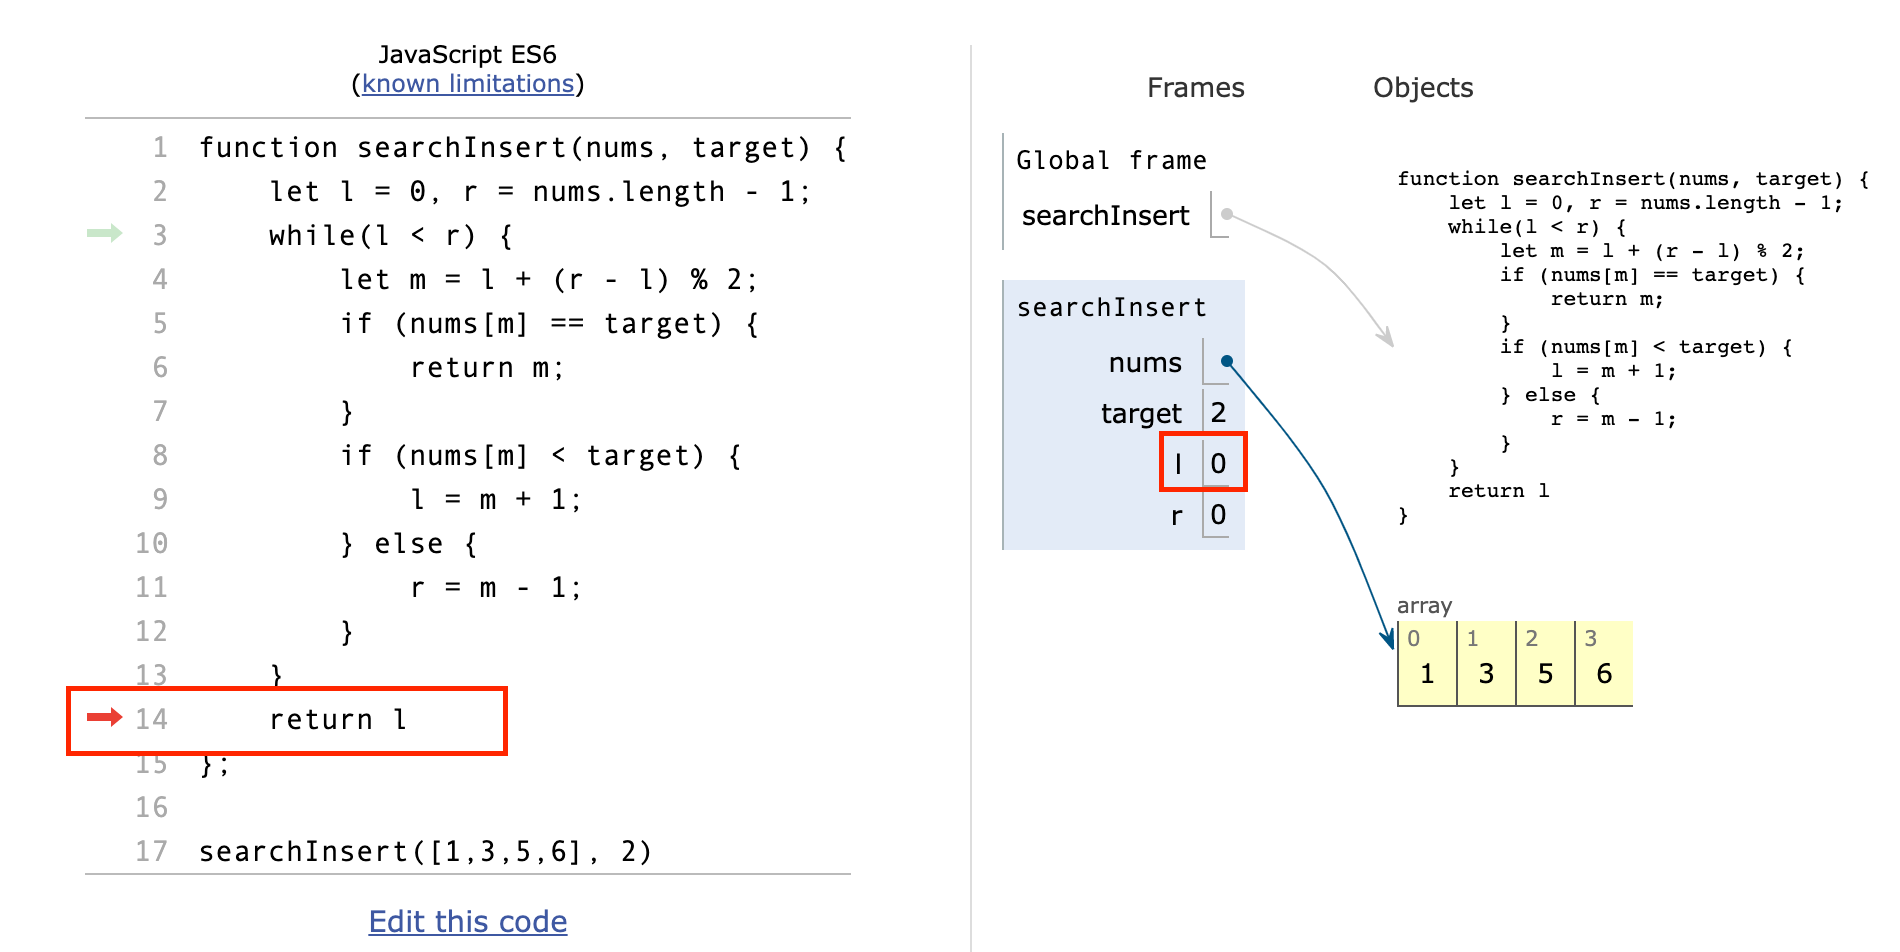 JavaScript ES6
(known limitations)
1 function searchInsert(nums, target) {
2 let l = 0, r = nums.length - 1;
3 while(l < r) {
4 let m = l + (r - l) % 2;
5 if (nums[m] == target) {
6 return m;
7 }
8 if (nums[m] < target) {
9 l = m + 1;
10 } else {
11 r = m - 1;
12 }
13 }
14 return l
15 };
16
17 searchInsert([1,3,5,6], 2)
Edit this code
Frames Objects
Global frame
searchInsert
searchInsert
nums
target 2
l 0
r 0
function searchInsert(nums, target) {
let l = 0, r = nums.length - 1;
while(l < r) {
let m = l + (r - l) % 2;
if (nums[m] == target) {
return m;
}
if (nums[m] < target) {
l = m + 1;
} else {
r = m - 1;
}
}
return l
}
array
0 1 2 3
1 3 5 6